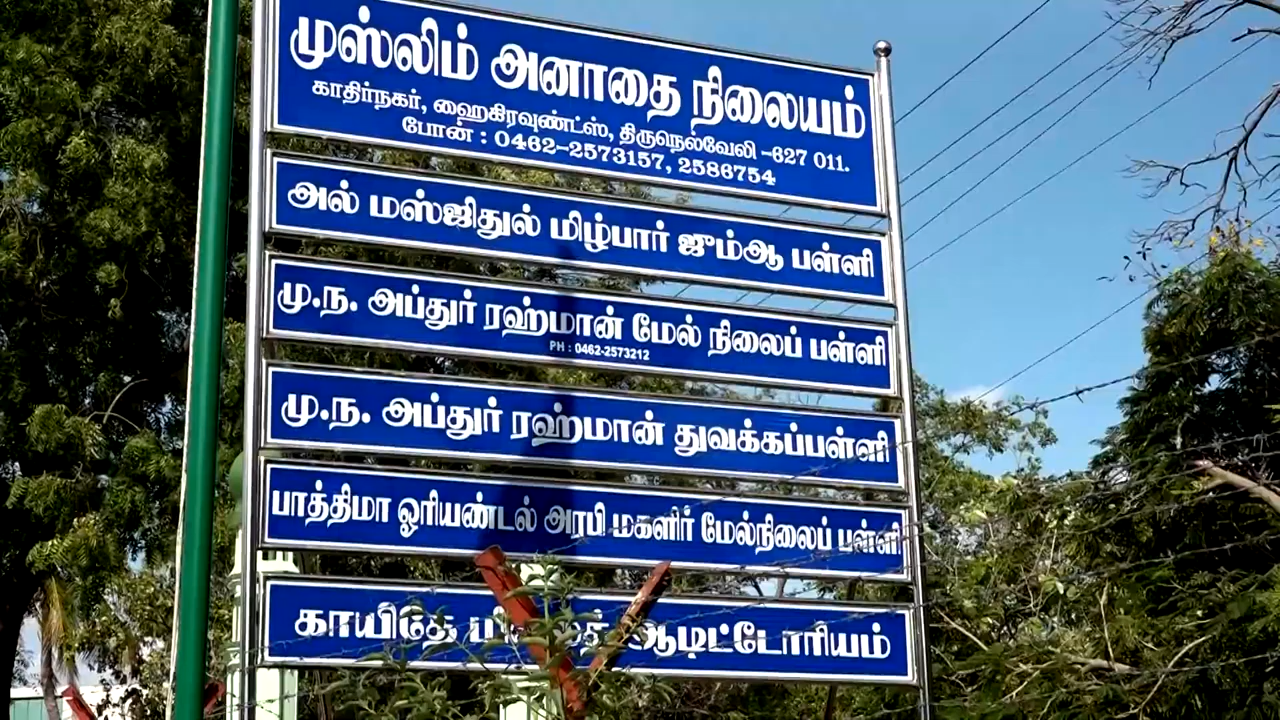 முஸ்லிம் அனாதை நிலையம்
காதிர்நகர், ஹைகிரவுண்ட்ஸ், திருநெல்வேலி -627 011.
போன் : 0462-2573157, 2586754
அல் மஸ்ஜிதுல் மிழ்பார் ஜும்ஆ பள்ளி
மு.ந. அப்துர் ரஹ்மான் மேல் நிலைப் பள்ளி
PH : 0462-2573212
மு.ந. அப்துர் ரஹ்மான் துவக்கப்பள்ளி
பாத்திமா ஓரியண்டல் அரபி மகளிர் மேல்நிலைப் பள்ளி
காயிதே ஆடிட்டோரியம்